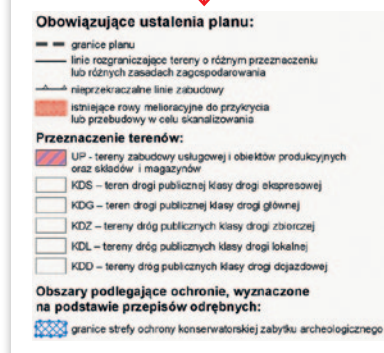 Obowiązujące ustalenia planu:
granice planu
linie rozgraniczające tereny o różnym przeznaczeniu
lub różnych zasadach zagospodarowania
nieprzekraczalne linie zabudowy
istniejące rowy melioracyjne do przykrycia
lub przebudowy w celu skanalizowania
Przeznaczenie terenów:
UP - tereny zabudowy usługowej i obiektów produkcyjnych
oraz składów i magazynów
KDS – teren drogi publicznej klasy drogi ekspresowej
KDG – teren drogi publicznej klasy drogi głównej
KDZ – tereny dróg publicznych klasy drogi zbiorczej
KDL – tereny dróg publicznych klasy drogi lokalnej
KDD – tereny dróg publicznych klasy drogi dojazdowej
Obszary podlegające ochronie, wyznaczone
na podstawie przepisów odrębnych:
granice strefy ochrony konserwatorskiej zabytku archeologicznego